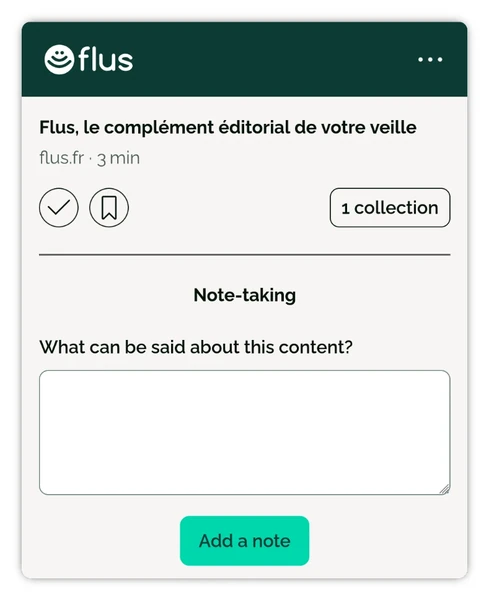 flus
Flus, le complément éditorial de votre veille
flus.fr · 3 min
1 collection
Note-taking
What can be said about this content?
Add a note